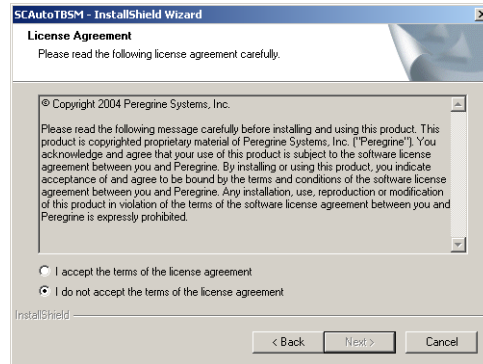 SCAutoTBSM - InstallShield Wizard
License Agreement
Please read the following license agreement carefully.
© Copyright 2004 Peregrine Systems, Inc.
Please read the following message carefully before installing and using this product. This
product is copyrighted proprietary material of Peregrine Systems, Inc. ("Peregrine"). You
acknowledge and agree that your use of this product is subject to the software license
agreement between you and Peregrine. By installing or using this product, you indicate
acceptance of and agree to be bound by the terms and conditions of the software license
agreement between you and Peregrine. Any installation, use, reproduction or modification
of this product in violation of the terms of the software license agreement between you and
Peregrine is expressly prohibited.
I accept the terms of the license agreement
I do not accept the terms of the license agreement
InstallShield
< Back Next > Cancel